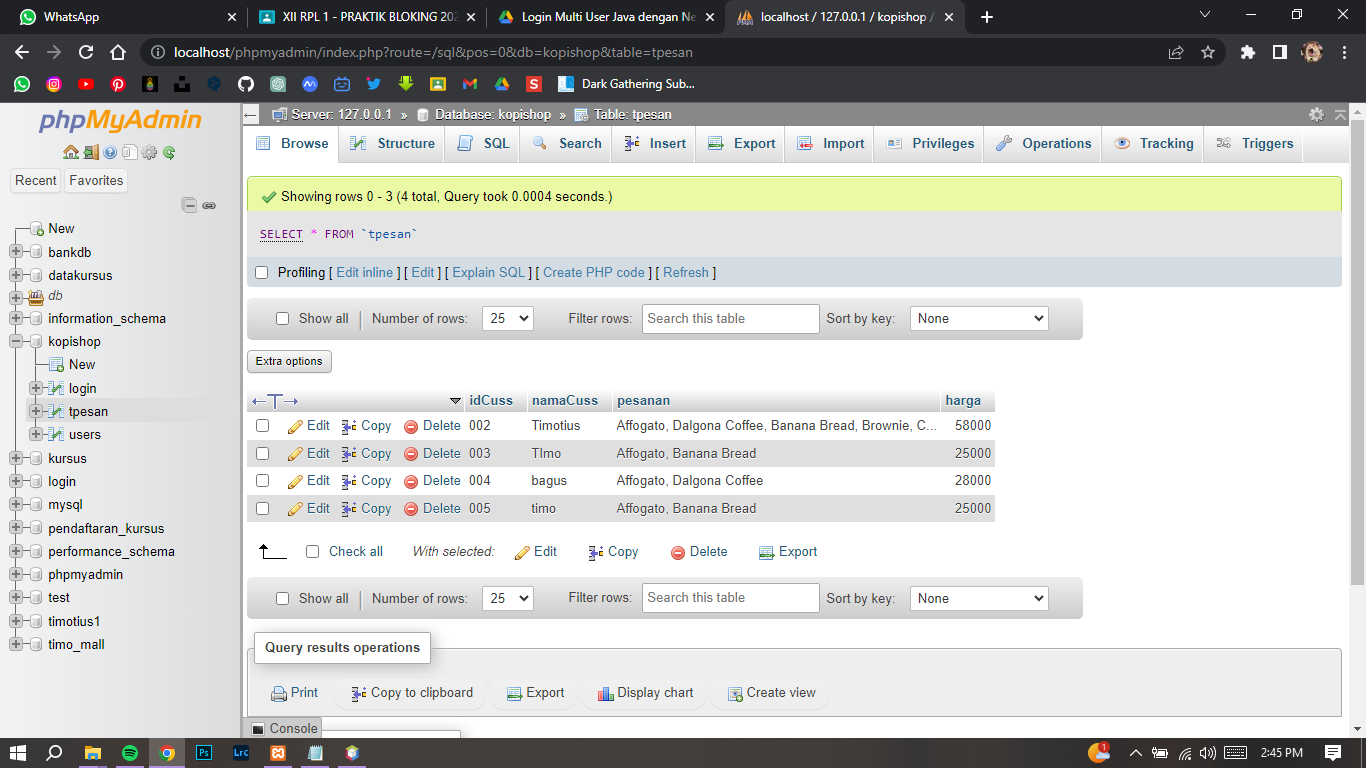 WhatsApp
XII RPL 1 - PRAKTIK BLOKING 202
Login Multi User Java dengan Ne
localhost / 127.0.0.1 / kopishop /
localhost/phpmyadmin/index.php?route=/sql&pos=0&db=kopishop&table=tpesan
Dark Gathering Sub...
phpMyAdmin
Recent Favorites
New
bankdb
datakursus
db
information_schema
kopishop
New
login
tpesan
users
kursus
login
mysql
pendaftaran_kursus
performance_schema
phpmyadmin
test
timotius1
timo_mall
Server: 127.0.0.1 » Database: kopishop » Table: tpesan
Browse Structure SQL Search Insert Export Import Privileges Operations Tracking Triggers
Showing rows 0 - 3 (4 total, Query took 0.0004 seconds.)
SELECT * FROM `tpesan`
Profiling [ Edit inline ] [ Edit ] [ Explain SQL ] [ Create PHP code ] [ Refresh ]
Show all | Number of rows: 25 Filter rows: Search this table Sort by key: None
Extra options
←T→ idCuss namaCuss pesanan harga
Edit Copy Delete 002 Timotius Affogato, Dalgona Coffee, Banana Bread, Brownie, C... 58000
Edit Copy Delete 003 TImo Affogato, Banana Bread 25000
Edit Copy Delete 004 bagus Affogato, Dalgona Coffee 28000
Edit Copy Delete 005 timo Affogato, Banana Bread 25000
Check all With selected: Edit Copy Delete Export
Show all | Number of rows: 25 Filter rows: Search this table Sort by key: None
Query results operations
Print Copy to clipboard Export Display chart Create view
Console
Ps LrC 1 2:45 PM